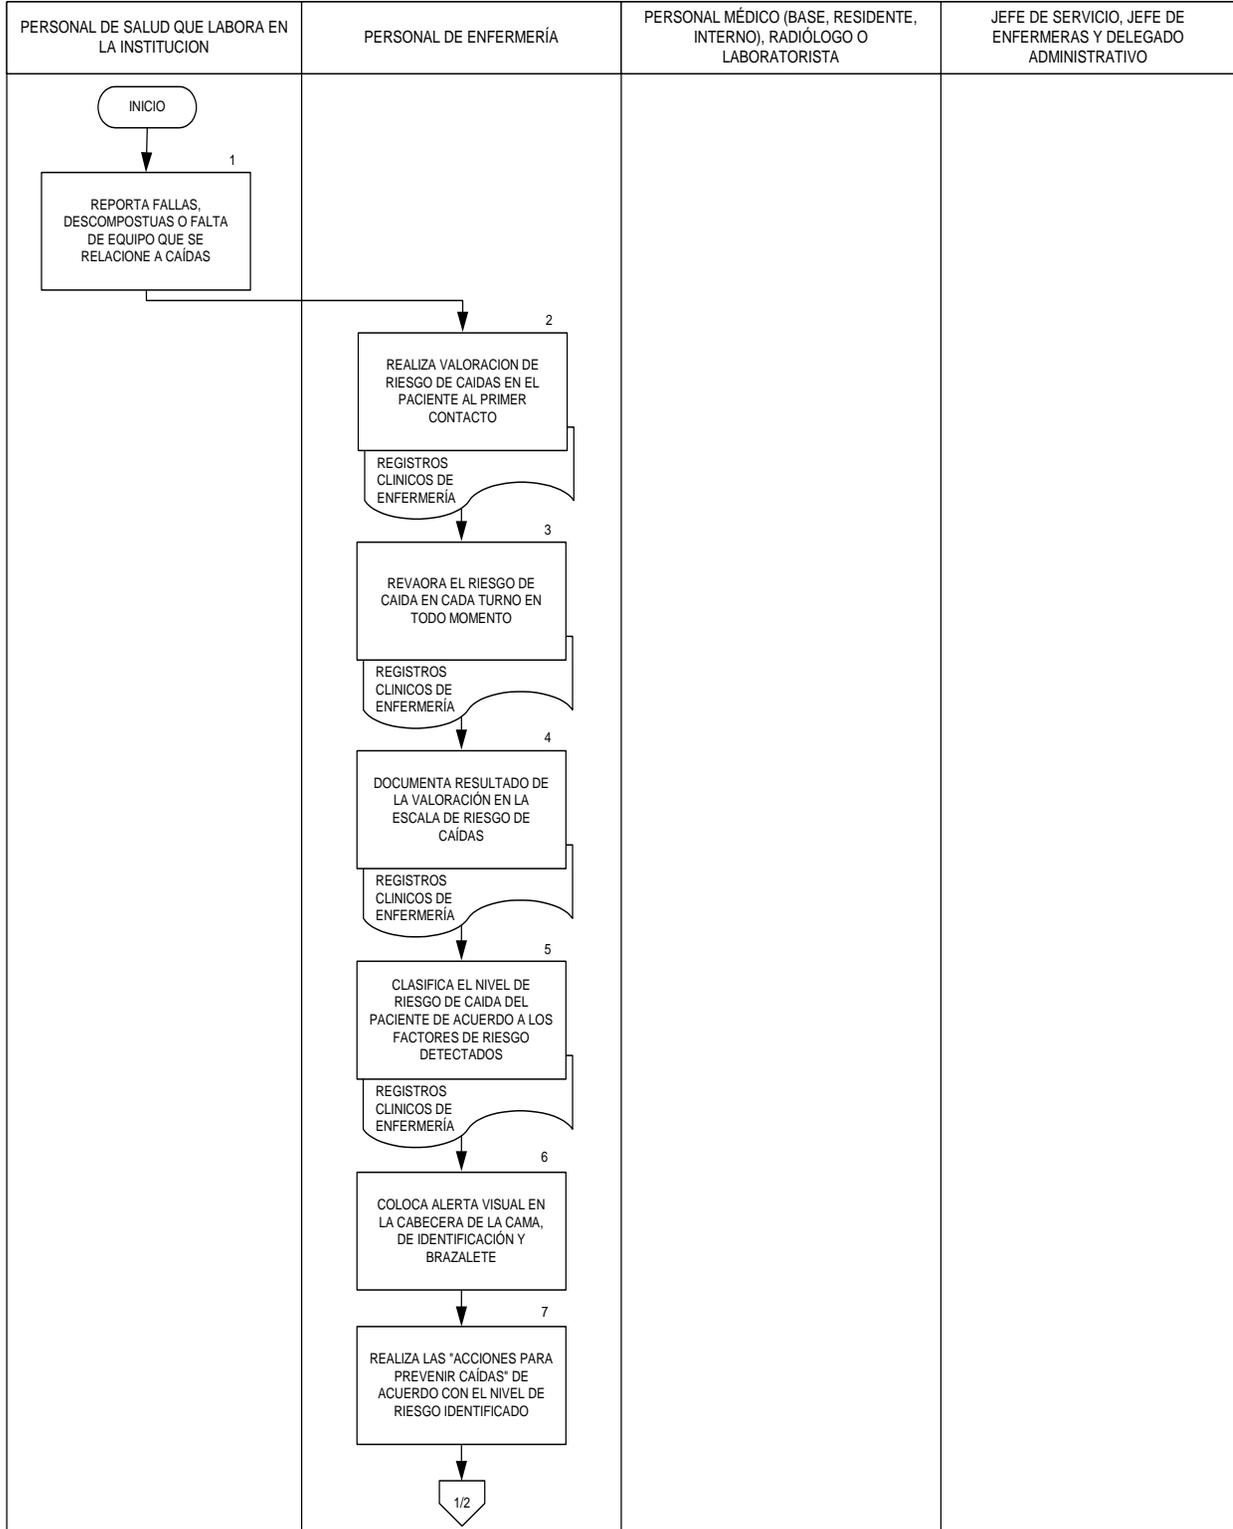 PERSONAL DE SALUD QUE LABORA EN
LA INSTITUCION
PERSONAL DE ENFERMERÍA
PERSONAL MÉDICO (BASE, RESIDENTE,
INTERNO), RADIÓLOGO O
LABORATORISTA
JEFE DE SERVICIO, JEFE DE
ENFERMERAS Y DELEGADO
ADMINISTRATIVO
INICIO
1
REPORTA FALLAS,
DESCOMPOSTUAS O FALTA
DE EQUIPO QUE SE
RELACIONE A CAÍDAS
2
REALIZA VALORACION DE
RIESGO DE CAIDAS EN EL
PACIENTE AL PRIMER
CONTACTO
REGISTROS
CLINICOS DE
ENFERMERÍA
3
REVAORA EL RIESGO DE
CAIDA EN CADA TURNO EN
TODO MOMENTO
REGISTROS
CLINICOS DE
ENFERMERÍA
4
DOCUMENTA RESULTADO DE
LA VALORACIÓN EN LA
ESCALA DE RIESGO DE
CAÍDAS
REGISTROS
CLINICOS DE
ENFERMERÍA
5
CLASIFICA EL NIVEL DE
RIESGO DE CAIDA DEL
PACIENTE DE ACUERDO A LOS
FACTORES DE RIESGO
DETECTADOS
REGISTROS
CLINICOS DE
ENFERMERÍA
6
COLOCA ALERTA VISUAL EN
LA CABECERA DE LA CAMA,
DE IDENTIFICACIÓN Y
BRAZALETE
7
REALIZA LAS "ACCIONES PARA
PREVENIR CAÍDAS" DE
ACUERDO CON EL NIVEL DE
RIESGO IDENTIFICADO
1/2